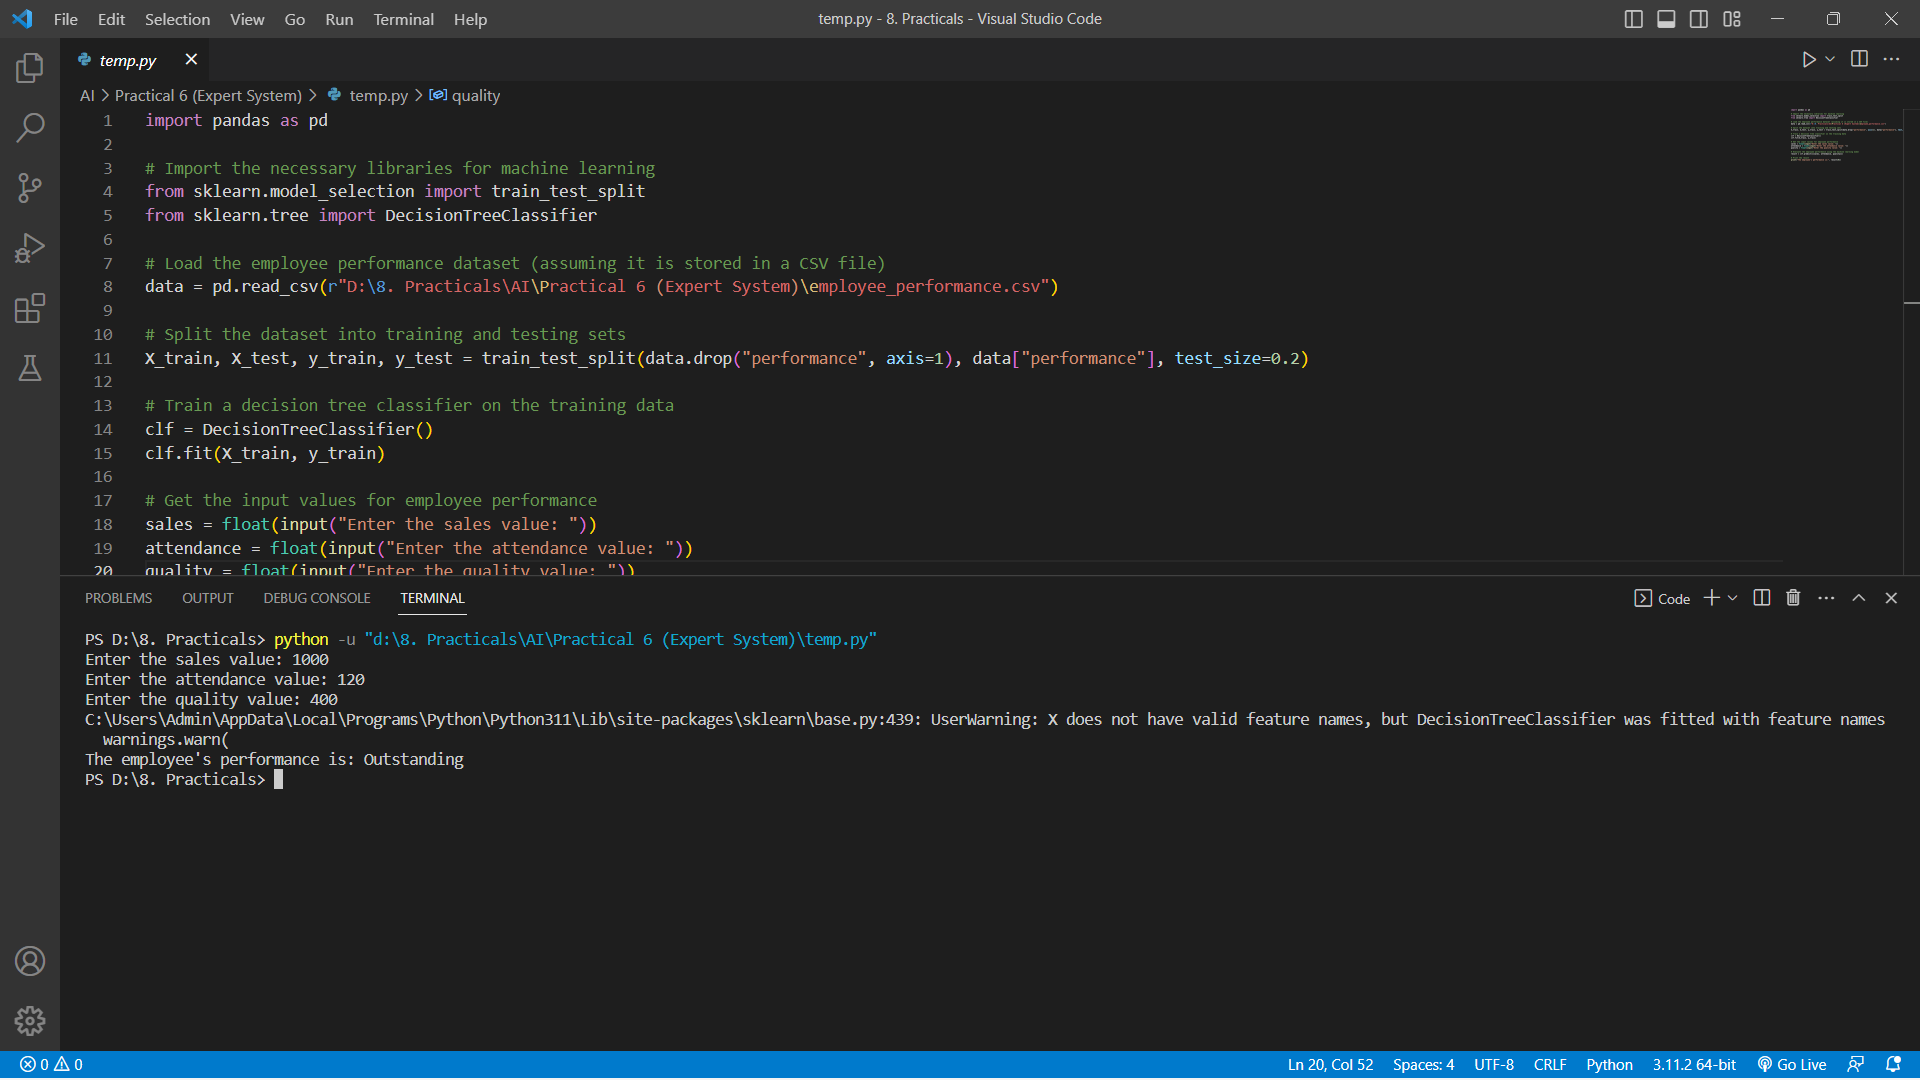 File Edit Selection View Go Run Terminal Help
temp.py - 8. Practicals - Visual Studio Code
temp.py
AI > Practical 6 (Expert System) > temp.py > quality
1 import pandas as pd
2
3 # Import the necessary libraries for machine learning
4 from sklearn.model_selection import train_test_split
5 from sklearn.tree import DecisionTreeClassifier
6
7 # Load the employee performance dataset (assuming it is stored in a CSV file)
8 data = pd.read_csv(r"D:\8. Practicals\AI\Practical 6 (Expert System)\employee_performance.csv")
9
10 # Split the dataset into training and testing sets
11 X_train, X_test, y_train, y_test = train_test_split(data.drop("performance", axis=1), data["performance"], test_size=0.2)
12
13 # Train a decision tree classifier on the training data
14 clf = DecisionTreeClassifier()
15 clf.fit(X_train, y_train)
16
17 # Get the input values for employee performance
18 sales = float(input("Enter the sales value: "))
19 attendance = float(input("Enter the attendance value: "))
20 quality = float(input("Enter the quality value: "))
PROBLEMS OUTPUT DEBUG CONSOLE TERMINAL
Code
PS D:\8. Practicals> python -u "d:\8. Practicals\AI\Practical 6 (Expert System)\temp.py"
Enter the sales value: 1000
Enter the attendance value: 120
Enter the quality value: 400
C:\Users\Admin\AppData\Local\Programs\Python\Python311\Lib\site-packages\sklearn\base.py:439: UserWarning: X does not have valid feature names, but DecisionTreeClassifier was fitted with feature names
warnings.warn(
The employee's performance is: Outstanding
PS D:\8. Practicals>
0 0
Ln 20, Col 52 Spaces: 4 UTF-8 CRLF Python 3.11.2 64-bit Go Live